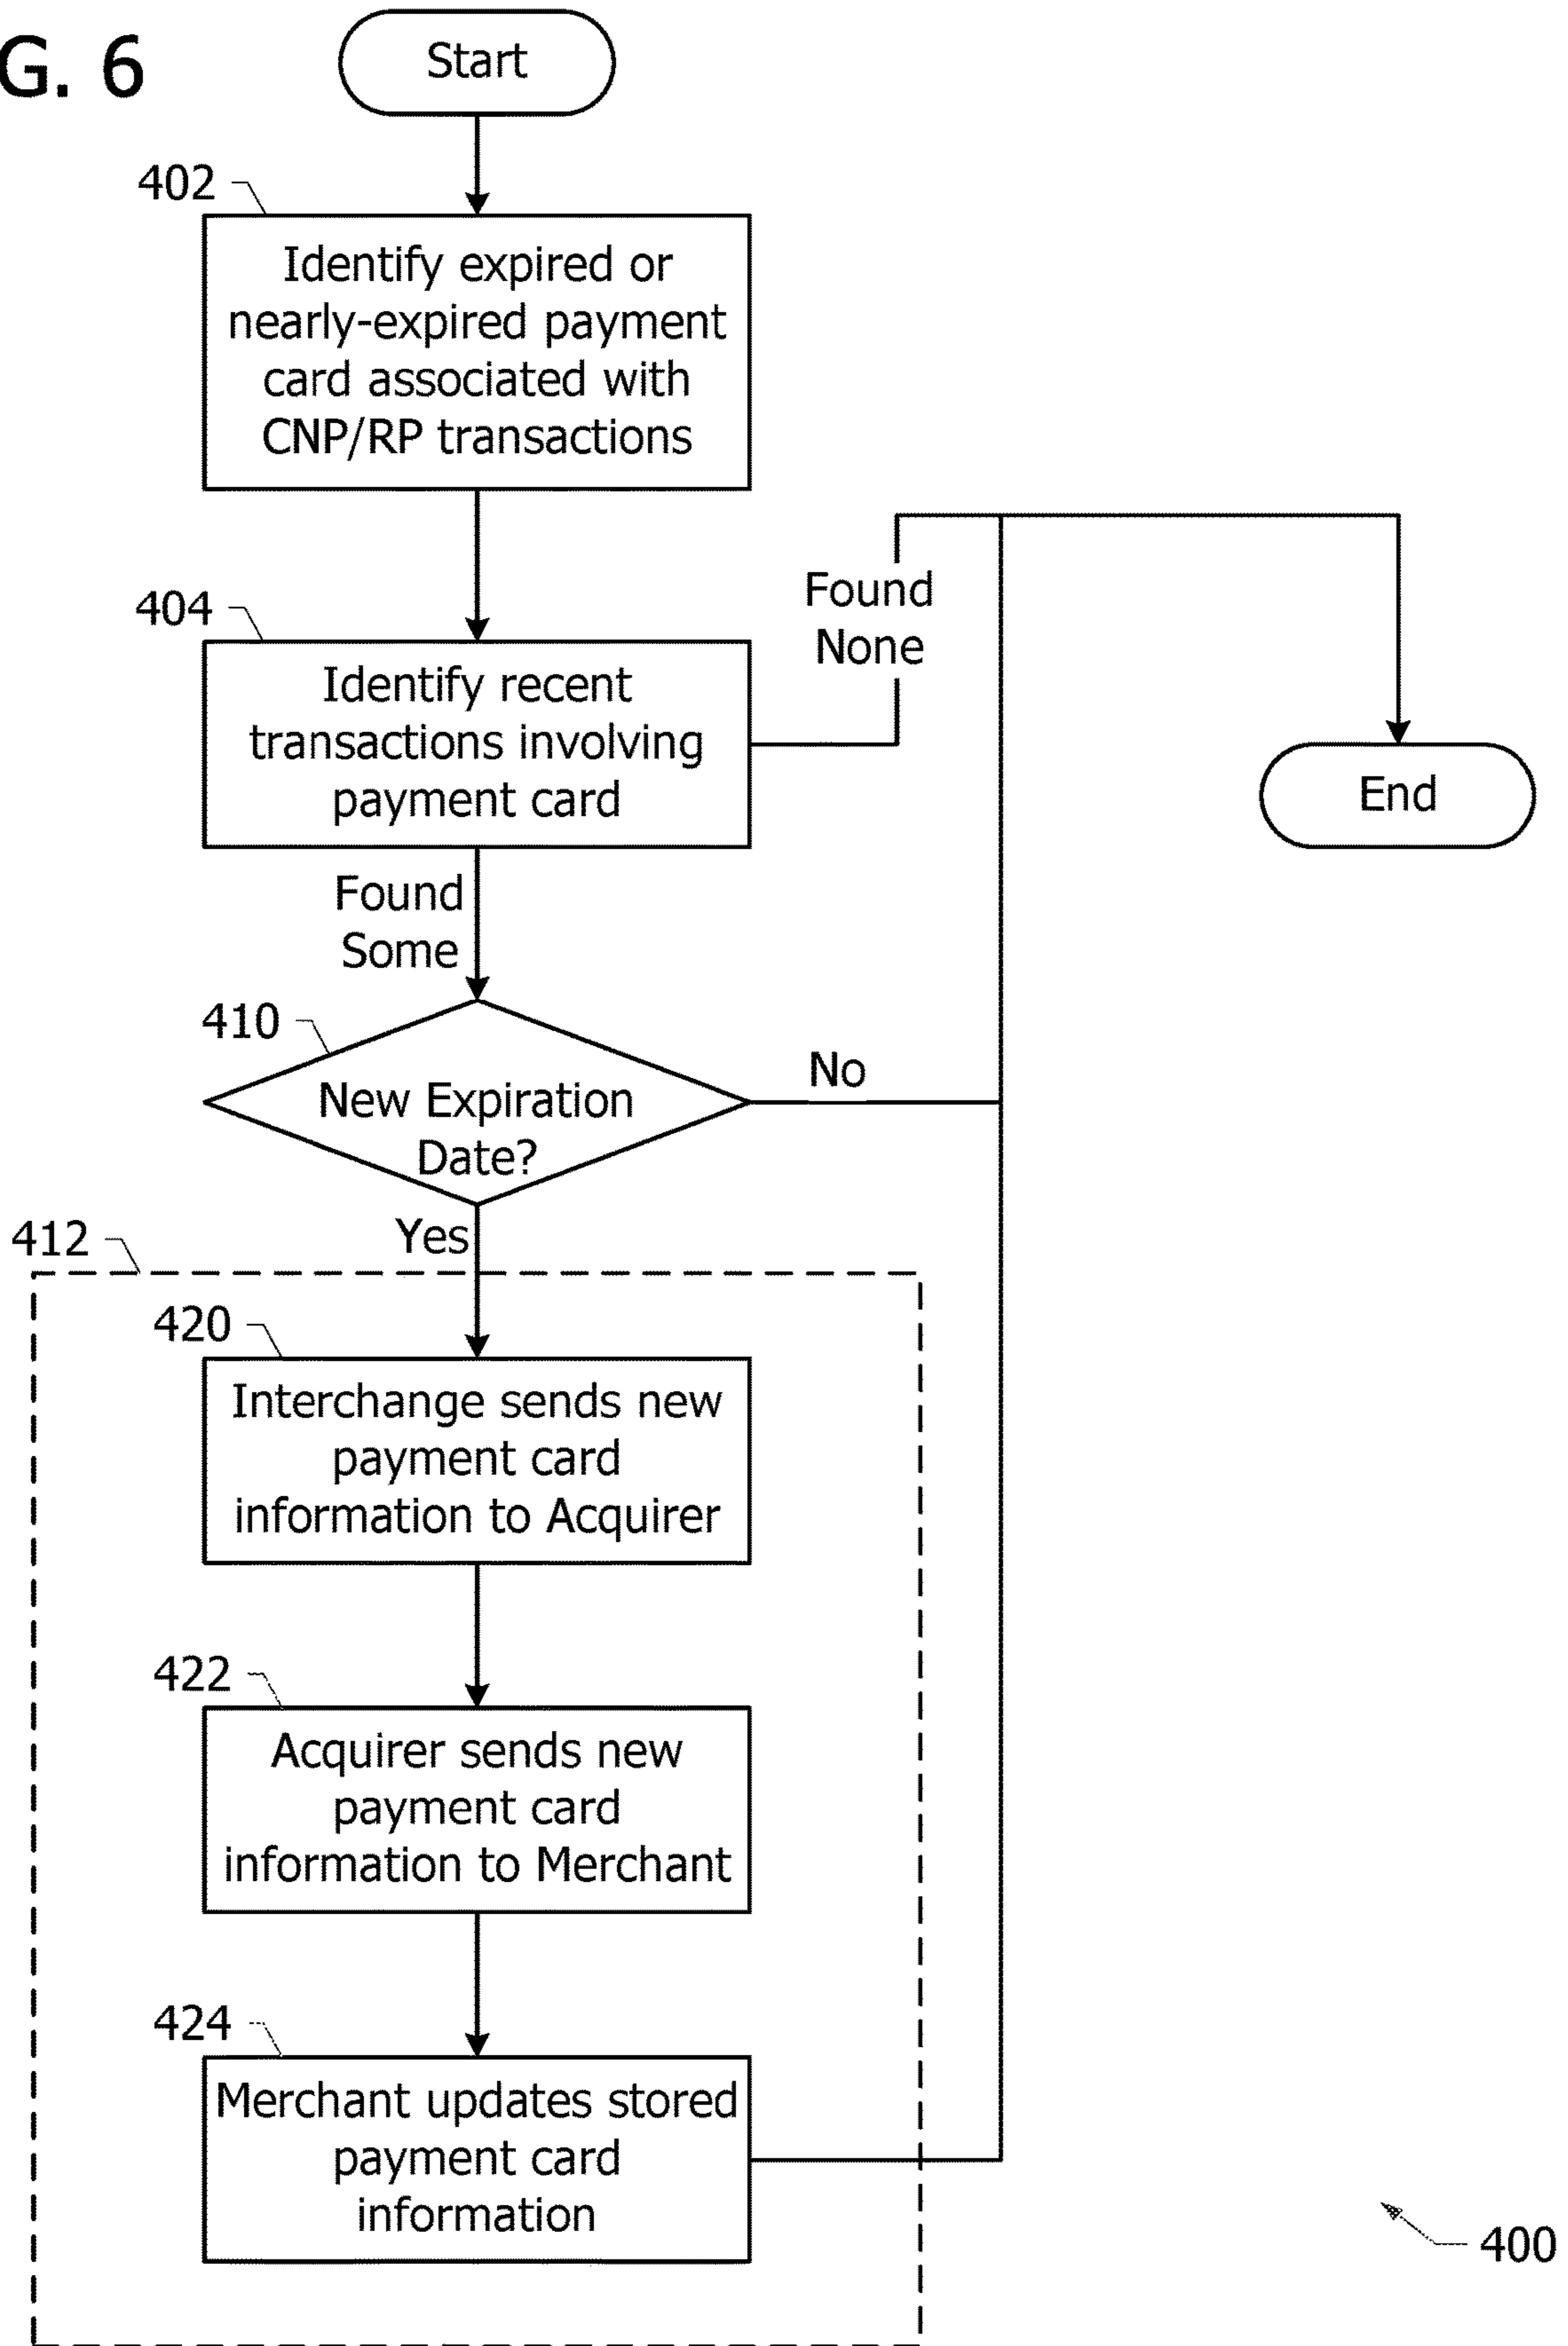 G. 6
Start
402
Identify expired or
nearly-expired payment
card associated with
CNP/RP transactions
404
Identify recent
transactions involving
payment card
Found
None
End
Found
Some
410
New Expiration
Date?
No
Yes
412
420
Interchange sends new
payment card
information to Acquirer
422
Acquirer sends new
payment card
information to Merchant
424
Merchant updates stored
payment card
information
400